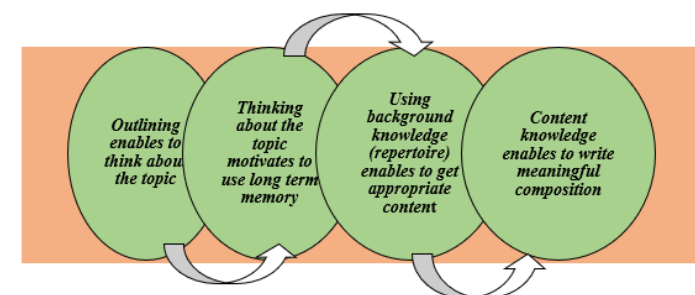 Outlining
enables to
think about
the topic
Thinking
about the
topic
motivates to
use long term
memory
Using
background
knowledge
(repertoire)
enables to get
appropriate
content
Content
knowledge
enables to write
meaningful
composition